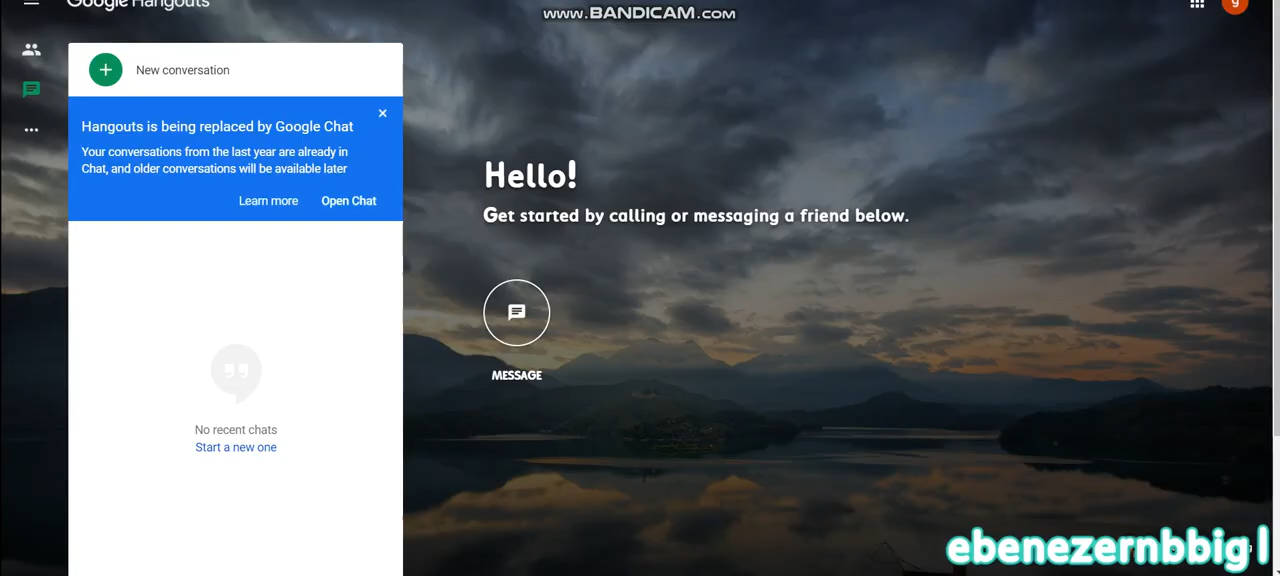 Google Hangouts
www.BANDICAM.com
g
New conversation
Hangouts is being replaced by Google Chat
Your conversations from the last year are already in
Chat, and older conversations will be available later
Learn more
Open Chat
Hello!
Get started by calling or messaging a friend below.
MESSAGE
No recent chats
Start a new one
ebenezernbbigl